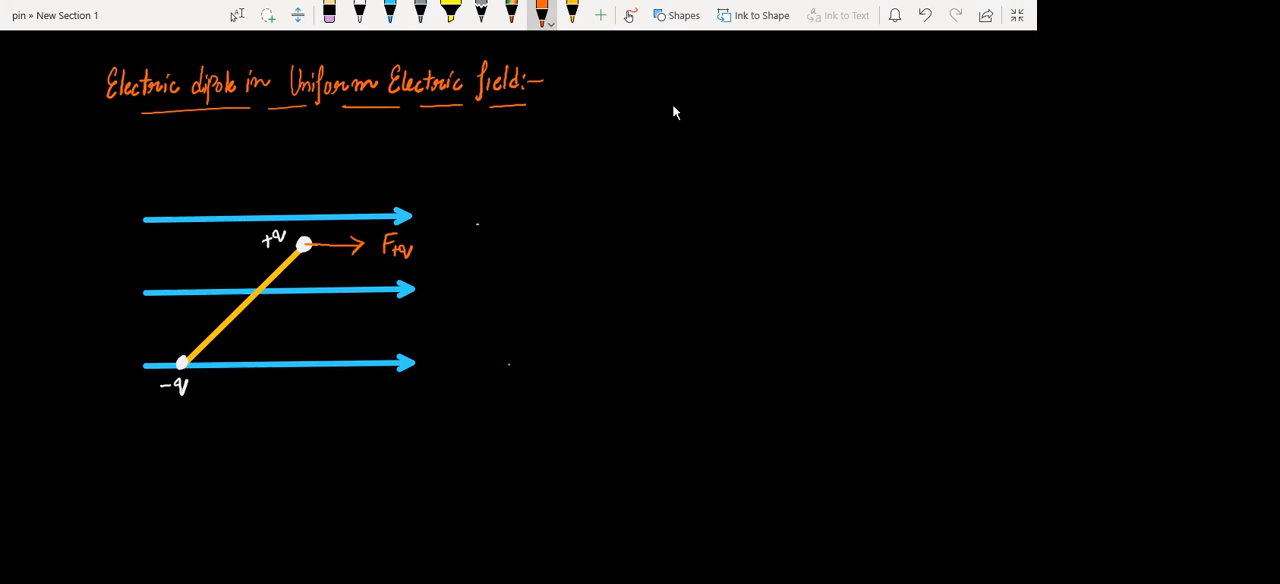 pin » New Section 1
Shapes
Ink to Shape
Ink to Text
Electric dipole in Uniform Electric field:-
+q
F+q
-q